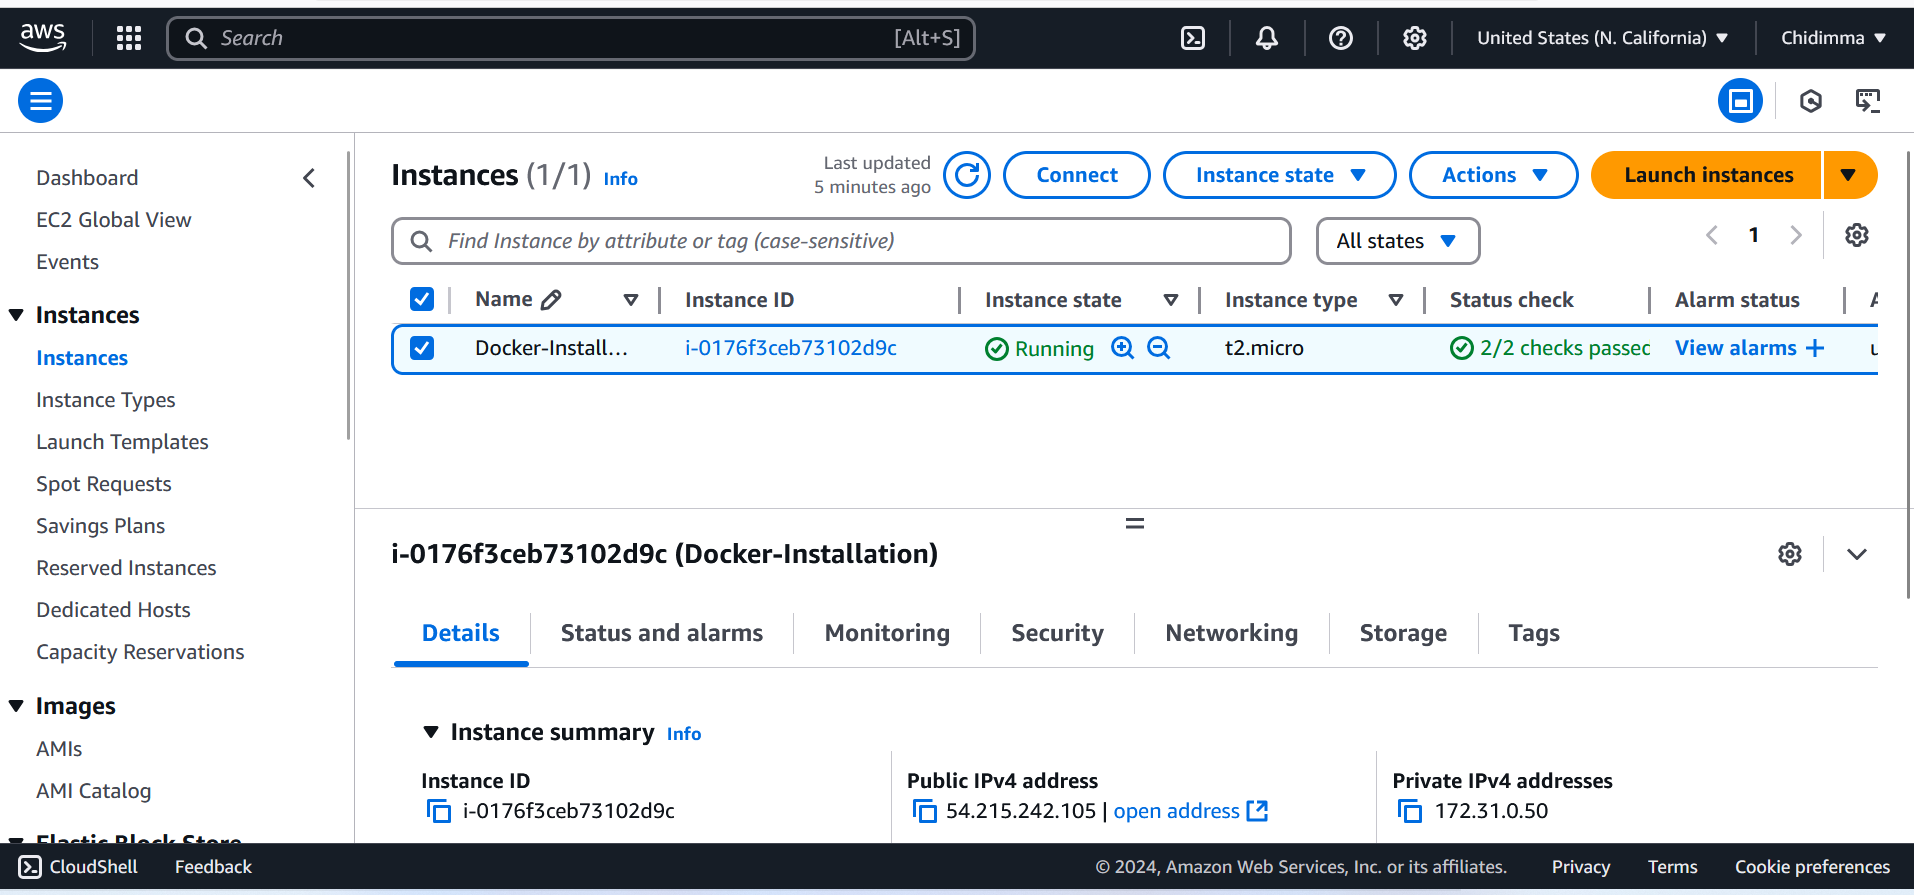 aws
Search [Alt+S]
United States (N. California)
Chidimma
Dashboard
EC2 Global View
Events
Instances
Instances
Instance Types
Launch Templates
Spot Requests
Savings Plans
Reserved Instances
Dedicated Hosts
Capacity Reservations
Images
AMIs
AMI Catalog
Elastic Block Store
Instances (1/1) Info
Last updated
5 minutes ago
Connect
Instance state
Actions
Launch instances
Find Instance by attribute or tag (case-sensitive)
All states
1
Name Instance ID Instance state Instance type Status check Alarm status A
Docker-Install... i-0176f3ceb73102d9c Running t2.micro 2/2 checks passec View alarms + u
i-0176f3ceb73102d9c (Docker-Installation)
Details Status and alarms Monitoring Security Networking Storage Tags
Instance summary Info
Instance ID
i-0176f3ceb73102d9c
Public IPv4 address
54.215.242.105 | open address
Private IPv4 addresses
172.31.0.50
CloudShell Feedback © 2024, Amazon Web Services, Inc. or its affiliates. Privacy Terms Cookie preferences